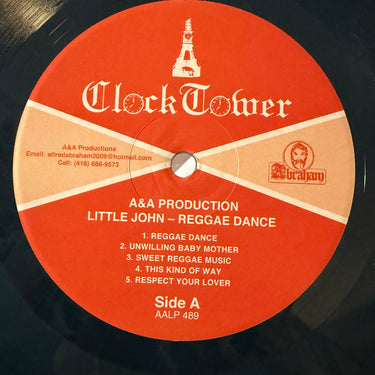 Clock Tower
A&A Productions
Email: alfredabraham2009@hotmail.com
Cell: (416) 688-9573
Abraham
A&A PRODUCTION
LITTLE JOHN – REGGAE DANCE
1. REGGAE DANCE
2. UNWILLING BABY MOTHER
3. SWEET REGGAE MUSIC
4. THIS KIND OF WAY
5. RESPECT YOUR LOVER
Side A
AALP 489